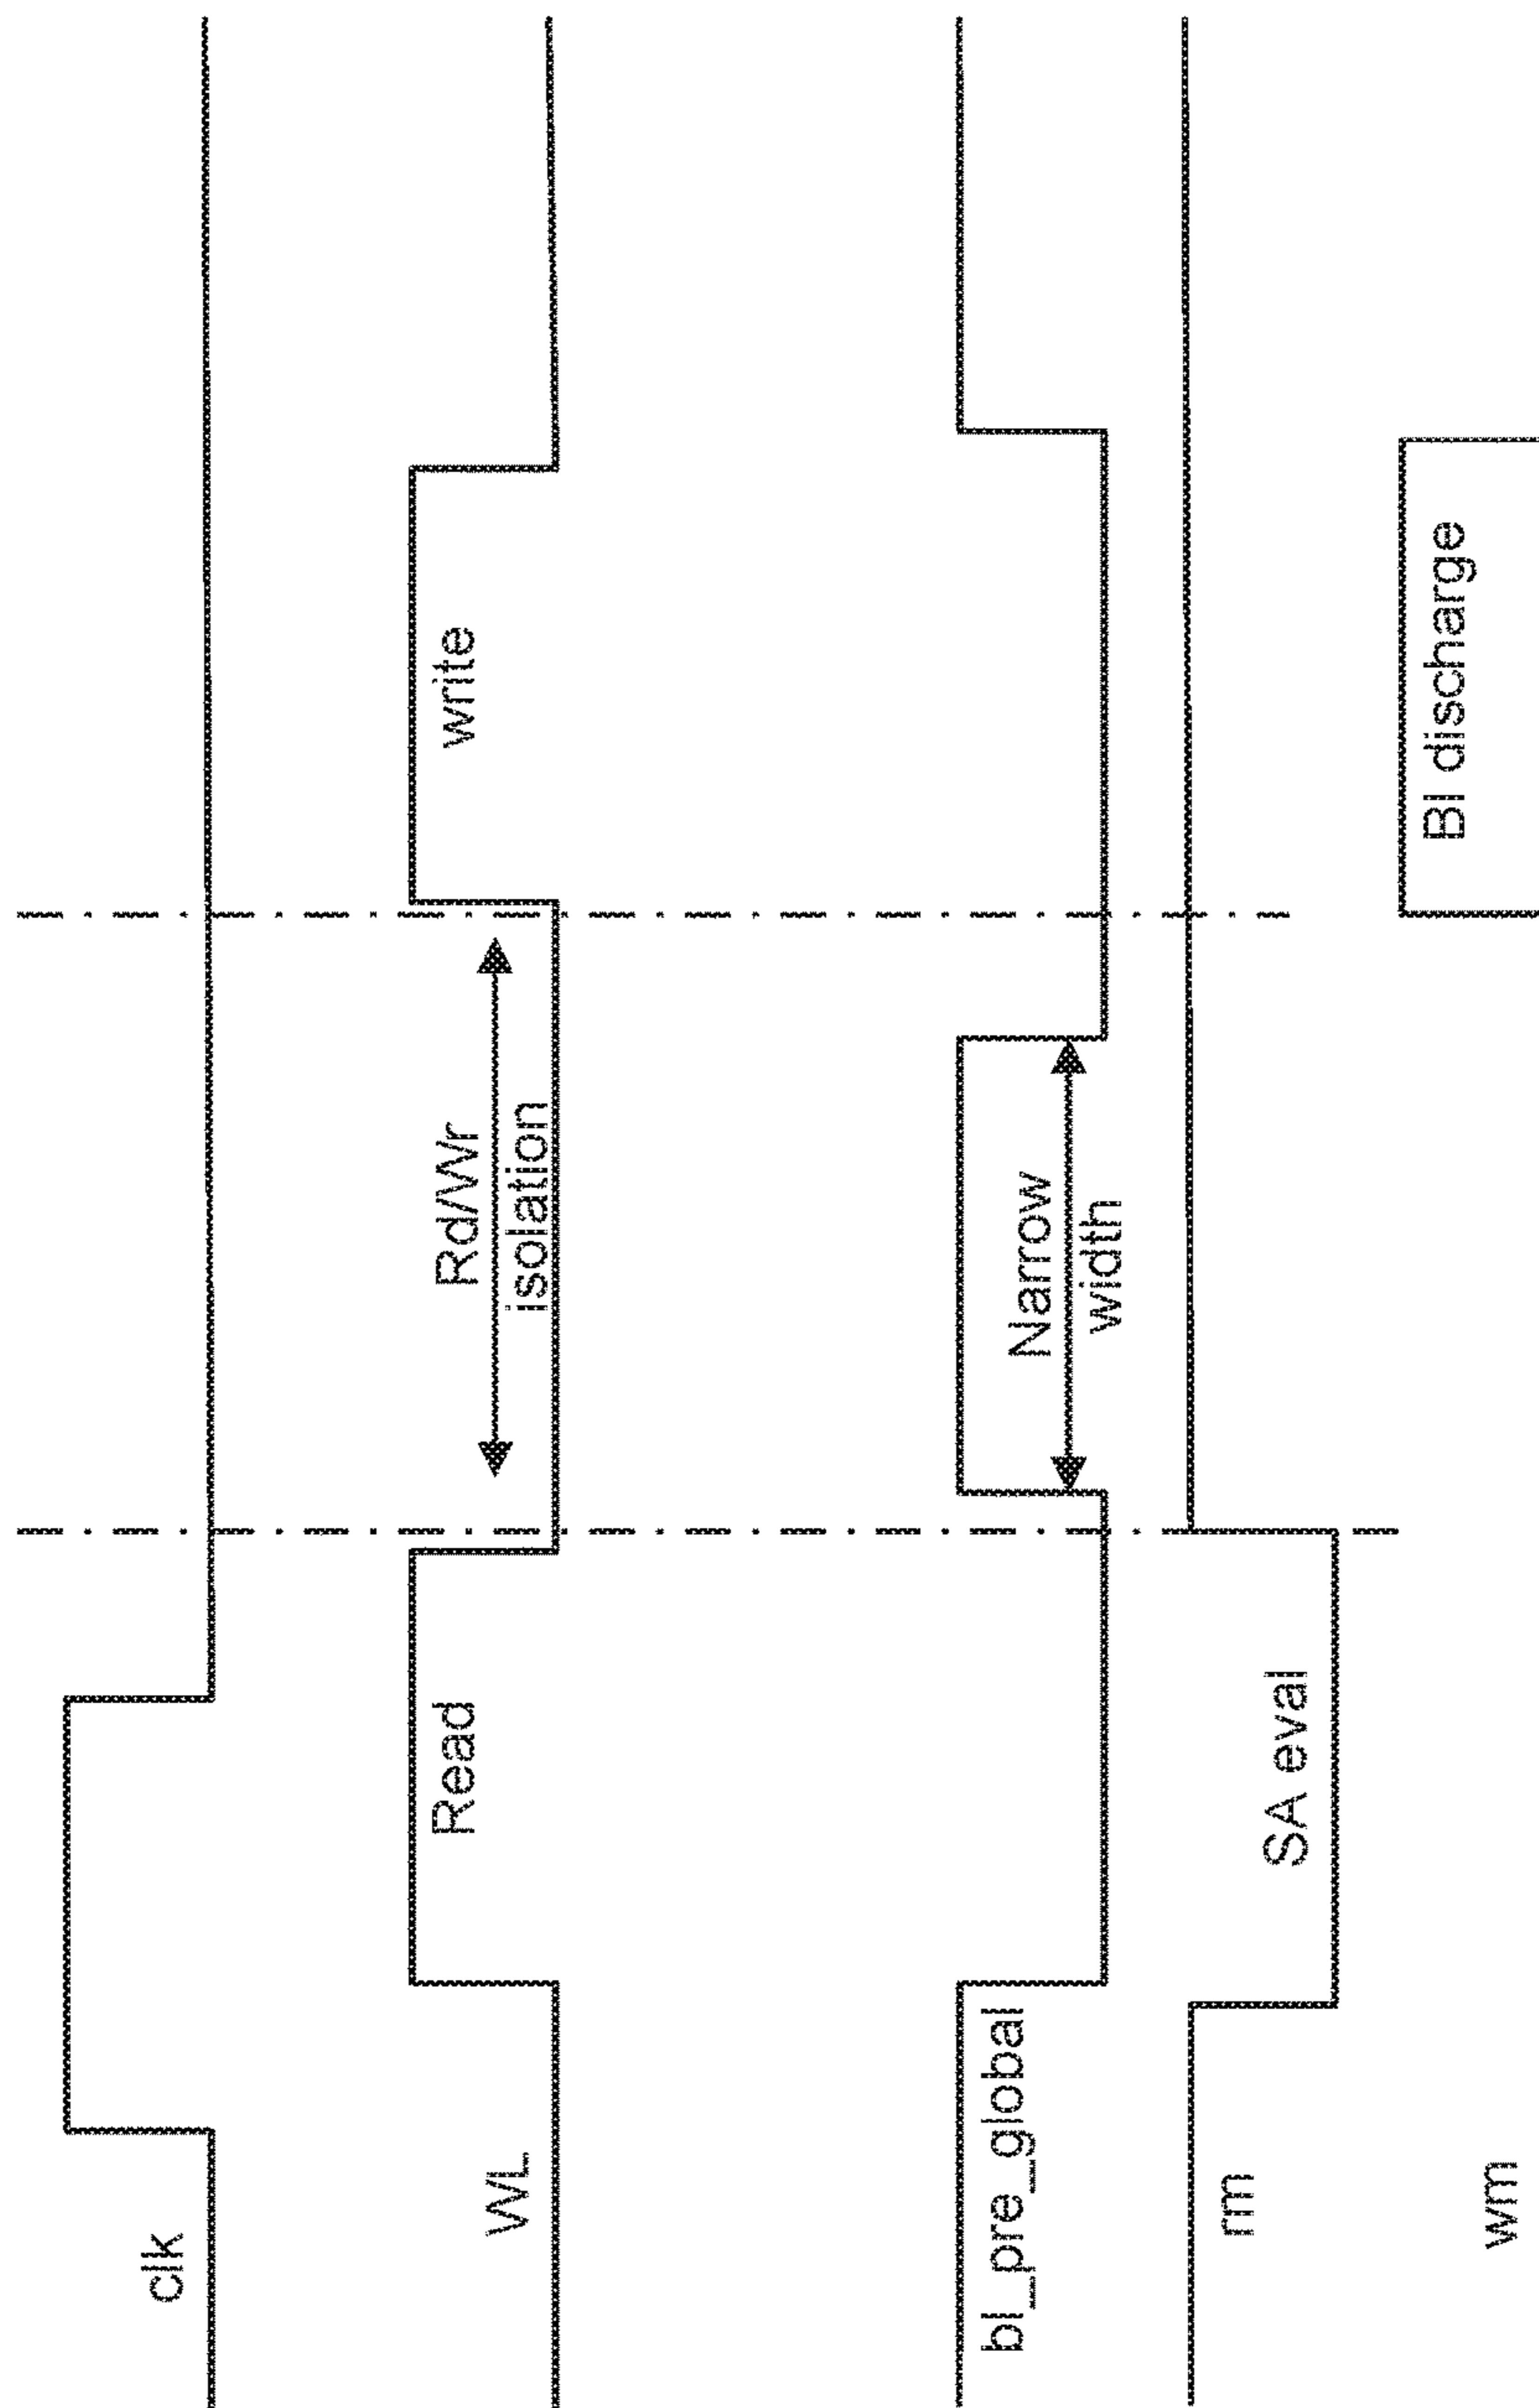 clk
WL
Read
Rd/Wr
isolation
write
bl_pre_global
Narrow
width
rm
SA eval
wm
Bl discharge